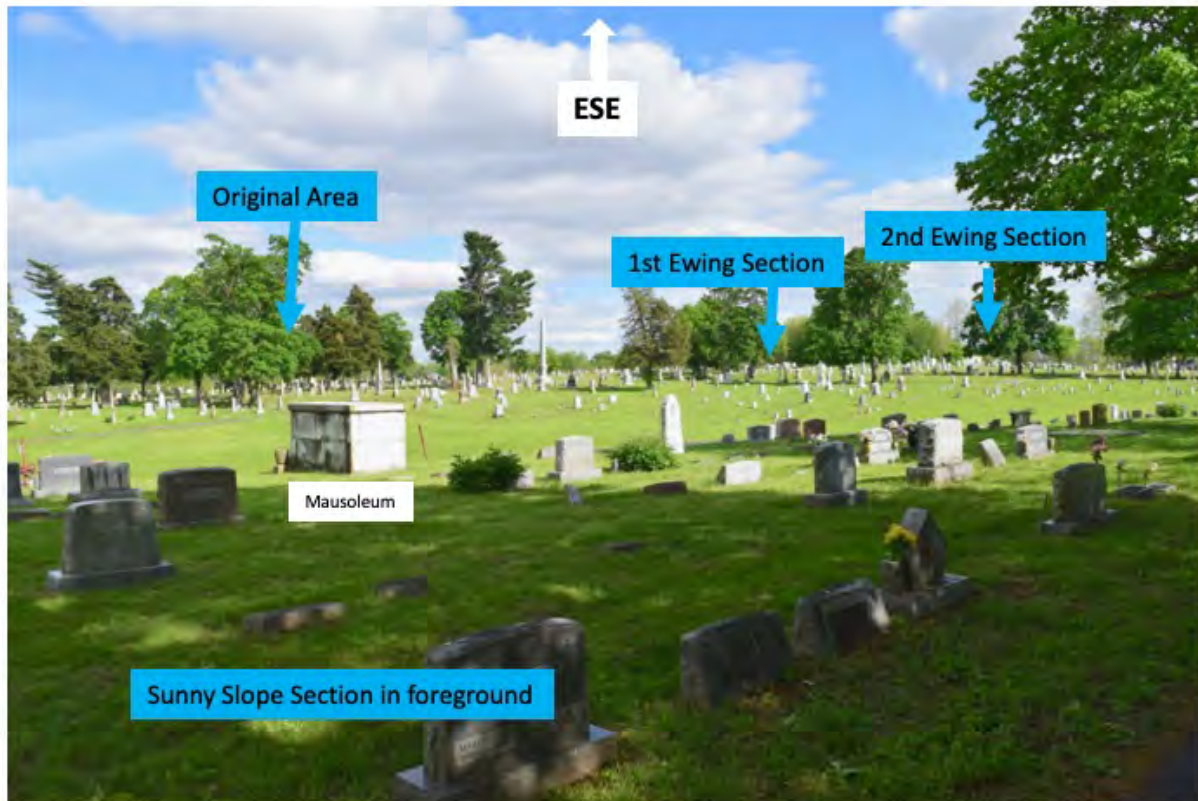 ESE
Original Area
2nd Ewing Section
1st Ewing Section
Mausoleum
Sunny Slope Section in foreground